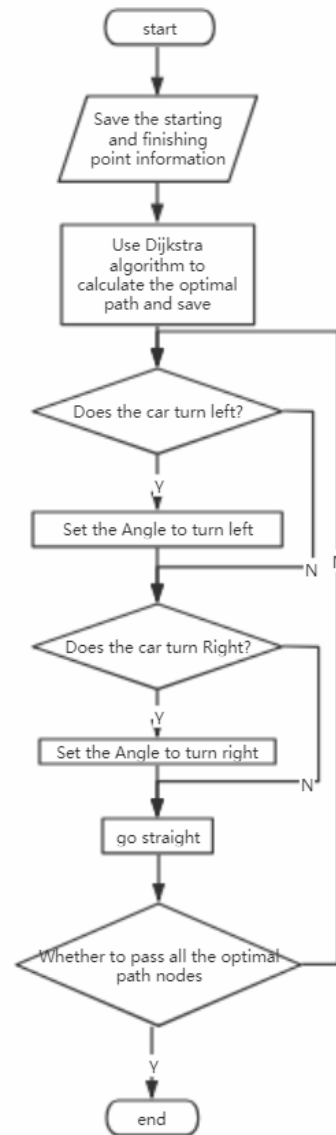 start
Save the starting
and finishing
point information
Use Dijkstra
algorithm to
calculate the optimal
path and save
Does the car turn left?
Y
Set the Angle to turn left
N
N
Does the car turn Right?
Y
Set the Angle to turn right
N
go straight
Whether to pass all the optimal
path nodes
Y
end